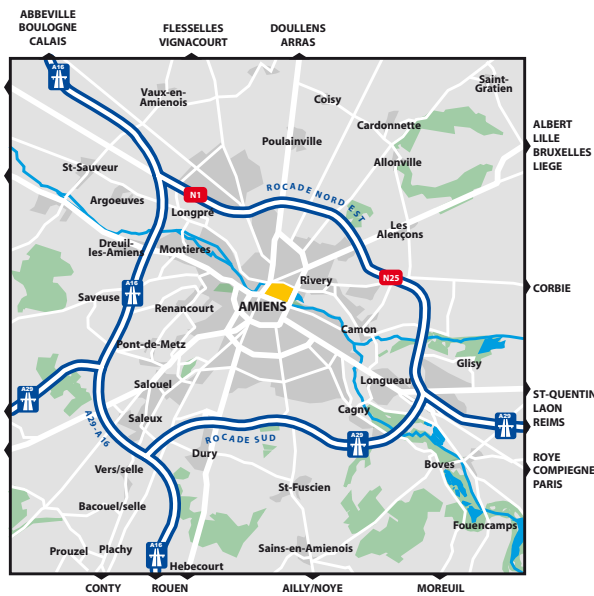 ABBEVILLE
BOULOGNE
CALAIS
FLESSELLES
VIGNACOURT
DOULLENS
ARRAS
A16
Saint-
Gratien
Vaux-en-
Amienois
Coisy
Cardonnette
ALBERT
LILLE
BRUXELLES
LIEGE
Poulainville
Allonville
St-Sauveur
ROCADE NORD EST
N1
Argoeuves
Longpré
Les
Alençons
Dreuil-
les-Amiens
Montieres
N25
Rivery
A16
CORBIE
Saveuse
Renancourt
AMIENS
Camon
Pont-de-Metz
Glisy
Salouel
Longueau
A29
ST-QUENTIN
LAON
REIMS
Cagny
A29-A16
Saleux
A29
ROCADE SUD
A29
Dury
Vers/selle
Boves
ROYE
COMPIEGNE
PARIS
St-Fuscien
Bacouel/selle
Fouencamps
Prouzel
Plachy
A16
Sains-en-Amienois
Hebecourt
CONTY
ROUEN
AILLY/NOYE
MOREUIL